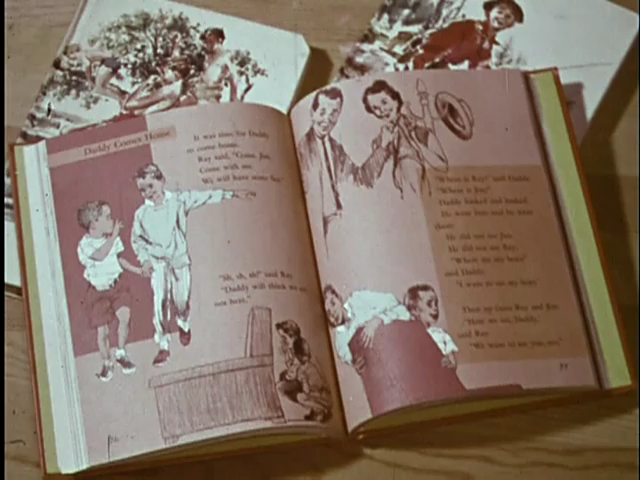 Daddy Comes Home
It was time for Daddy
to come home.
Ray said, "Come, Jim.
Come with me.
We will have some fun."
"Sh, sh, sh!" said Ray.
"Daddy will think we are
not here."
"Where is Ray?" said Daddy.
"Where is Jim?"
Daddy looked and looked.
He went here and he went
there.
He did not see Jim.
He did not see Ray.
"Where are my boys?"
said Daddy.
"I want to see my boys."
Then up came Ray and Jim.
"Here we are, Daddy,"
said Ray.
"We want to see you, too."